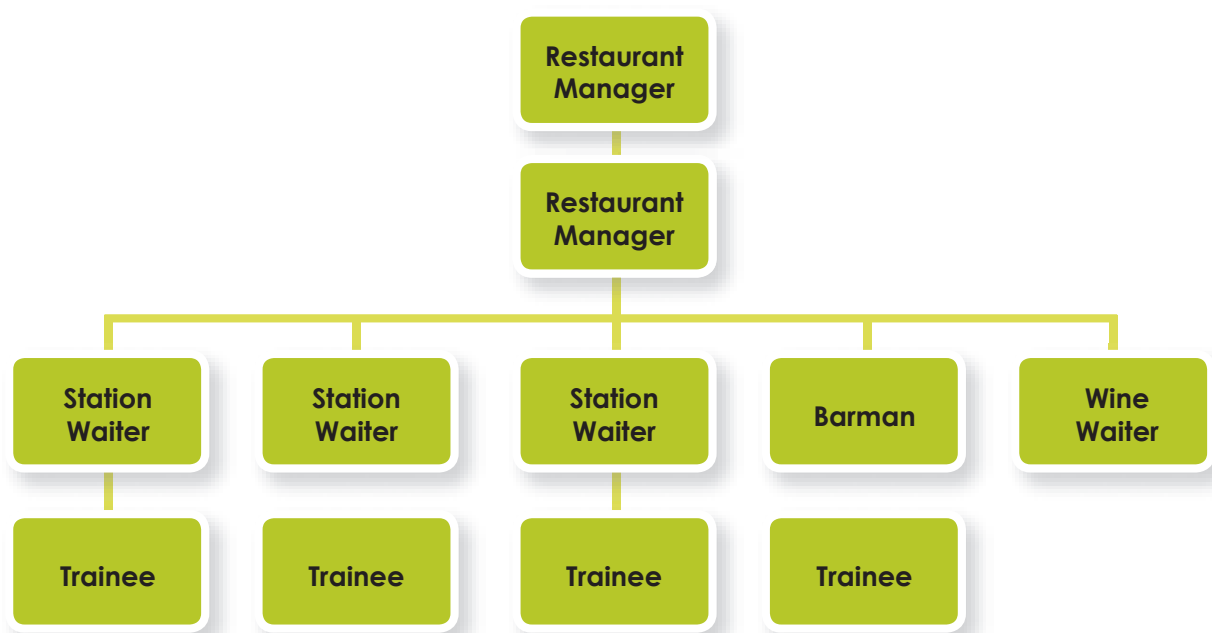 Restaurant
Manager
Restaurant
Manager
Station
Waiter
Station
Waiter
Station
Waiter
Barman
Wine
Waiter
Trainee
Trainee
Trainee
Trainee